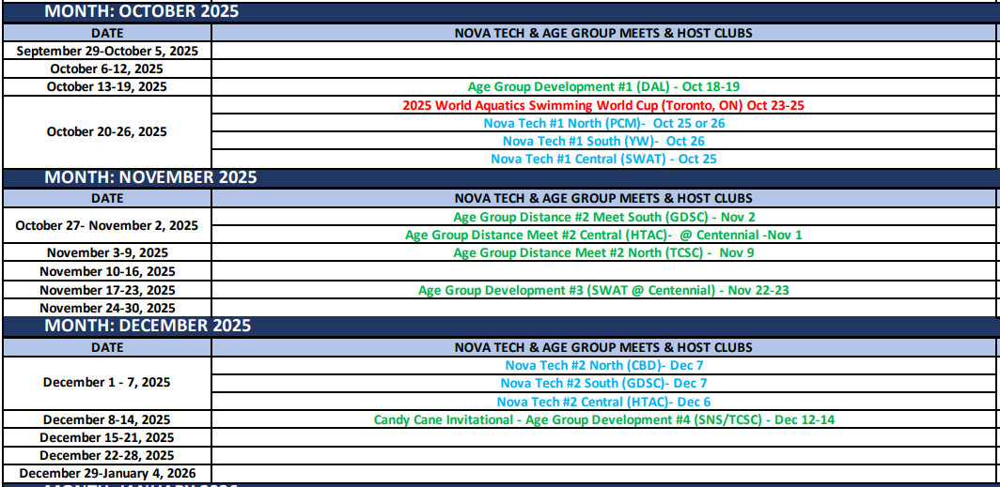 MONTH: OCTOBER 2025
DATE NOVA TECH & AGE GROUP MEETS & HOST CLUBS
September 29-October 5, 2025
October 6-12, 2025
October 13-19, 2025 Age Group Development #1 (DAL) - Oct 18-19
October 20-26, 2025
2025 World Aquatics Swimming World Cup (Toronto, ON) Oct 23-25
Nova Tech #1 North (PCM)- Oct 25 or 26
Nova Tech #1 South (YW)- Oct 26
Nova Tech #1 Central (SWAT) - Oct 25
MONTH: NOVEMBER 2025
DATE NOVA TECH & AGE GROUP MEETS & HOST CLUBS
October 27- November 2, 2025
Age Group Distance #2 Meet South (GDSC) - Nov 2
Age Group Distance Meet #2 Central (HTAC)- @ Centennial -Nov 1
November 3-9, 2025 Age Group Distance Meet #2 North (TCSC) - Nov 9
November 10-16, 2025
November 17-23, 2025 Age Group Development #3 (SWAT @ Centennial) - Nov 22-23
November 24-30, 2025
MONTH: DECEMBER 2025
DATE NOVA TECH & AGE GROUP MEETS & HOST CLUBS
December 1 - 7, 2025
Nova Tech #2 North (CBD)- Dec 7
Nova Tech #2 South (GDSC)- Dec 7
Nova Tech #2 Central (HTAC)- Dec 6
December 8-14, 2025 Candy Cane Invitational - Age Group Development #4 (SNS/TCSC) - Dec 12-14
December 15-21, 2025
December 22-28, 2025
December 29-January 4, 2026